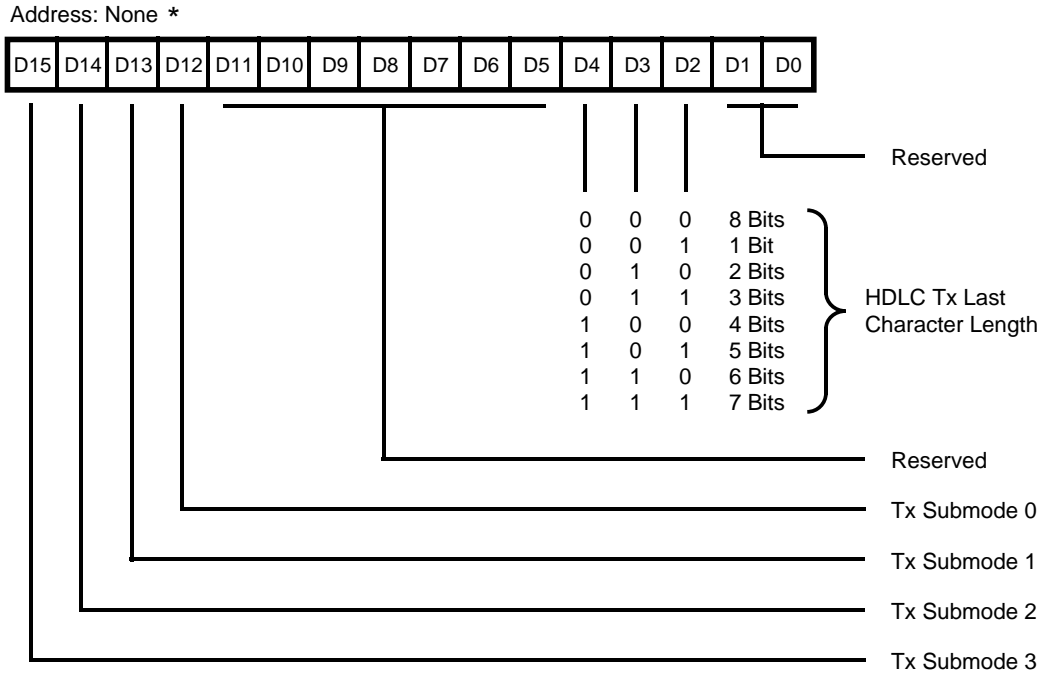 Address: None *
D15 D14 D13 D12 D11 D10 D9 D8 D7 D6 D5 D4 D3 D2 D1 D0
Reserved
0 0 0 8 Bits
0 0 1 1 Bit
0 1 0 2 Bits
0 1 1 3 Bits
1 0 0 4 Bits
1 0 1 5 Bits
1 1 0 6 Bits
1 1 1 7 Bits
HDLC Tx Last
Character Length
Reserved
Tx Submode 0
Tx Submode 1
Tx Submode 2
Tx Submode 3